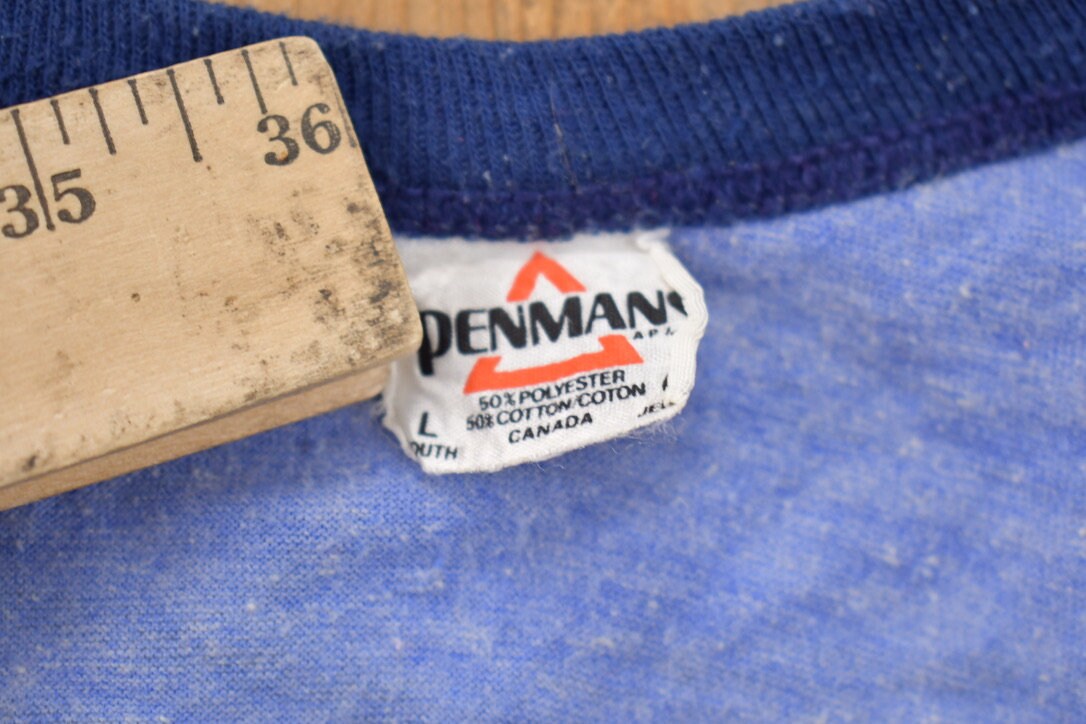 35
36
PENMANS
50% POLYESTER
50% COTTON/COTON
CANADA
L